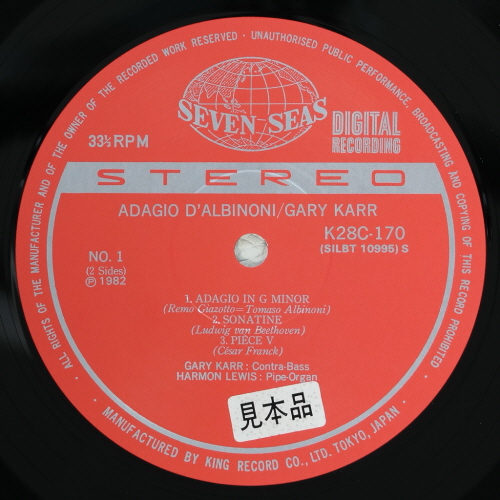 ALL RIGHTS OF THE MANUFACTURER AND OF THE OWNER OF THE RECORDED WORK RESERVED · UNAUTHORISED PUBLIC PERFORMANCE, BROADCASTING AND COPYING OF THIS RECORD PROHIBITED
SEVEN SEAS
33⅓ RPM
DIGITAL
RECORDING
STEREO
ADAGIO D'ALBINONI/GARY KARR
K28C-170
(SILBT 10995) S
NO. 1
(2 Sides)
Ⓟ 1982
1. ADAGIO IN G MINOR
(Remo Giazotto=Tomaso Albinoni)
2. SONATINE
(Ludwig van Beethoven)
3. PIÈCE V
(César Franck)
GARY KARR : Contra-Bass
HARMON LEWIS : Pipe-Organ
見本品
MANUFACTURED BY KING RECORD CO., LTD. TOKYO, JAPAN